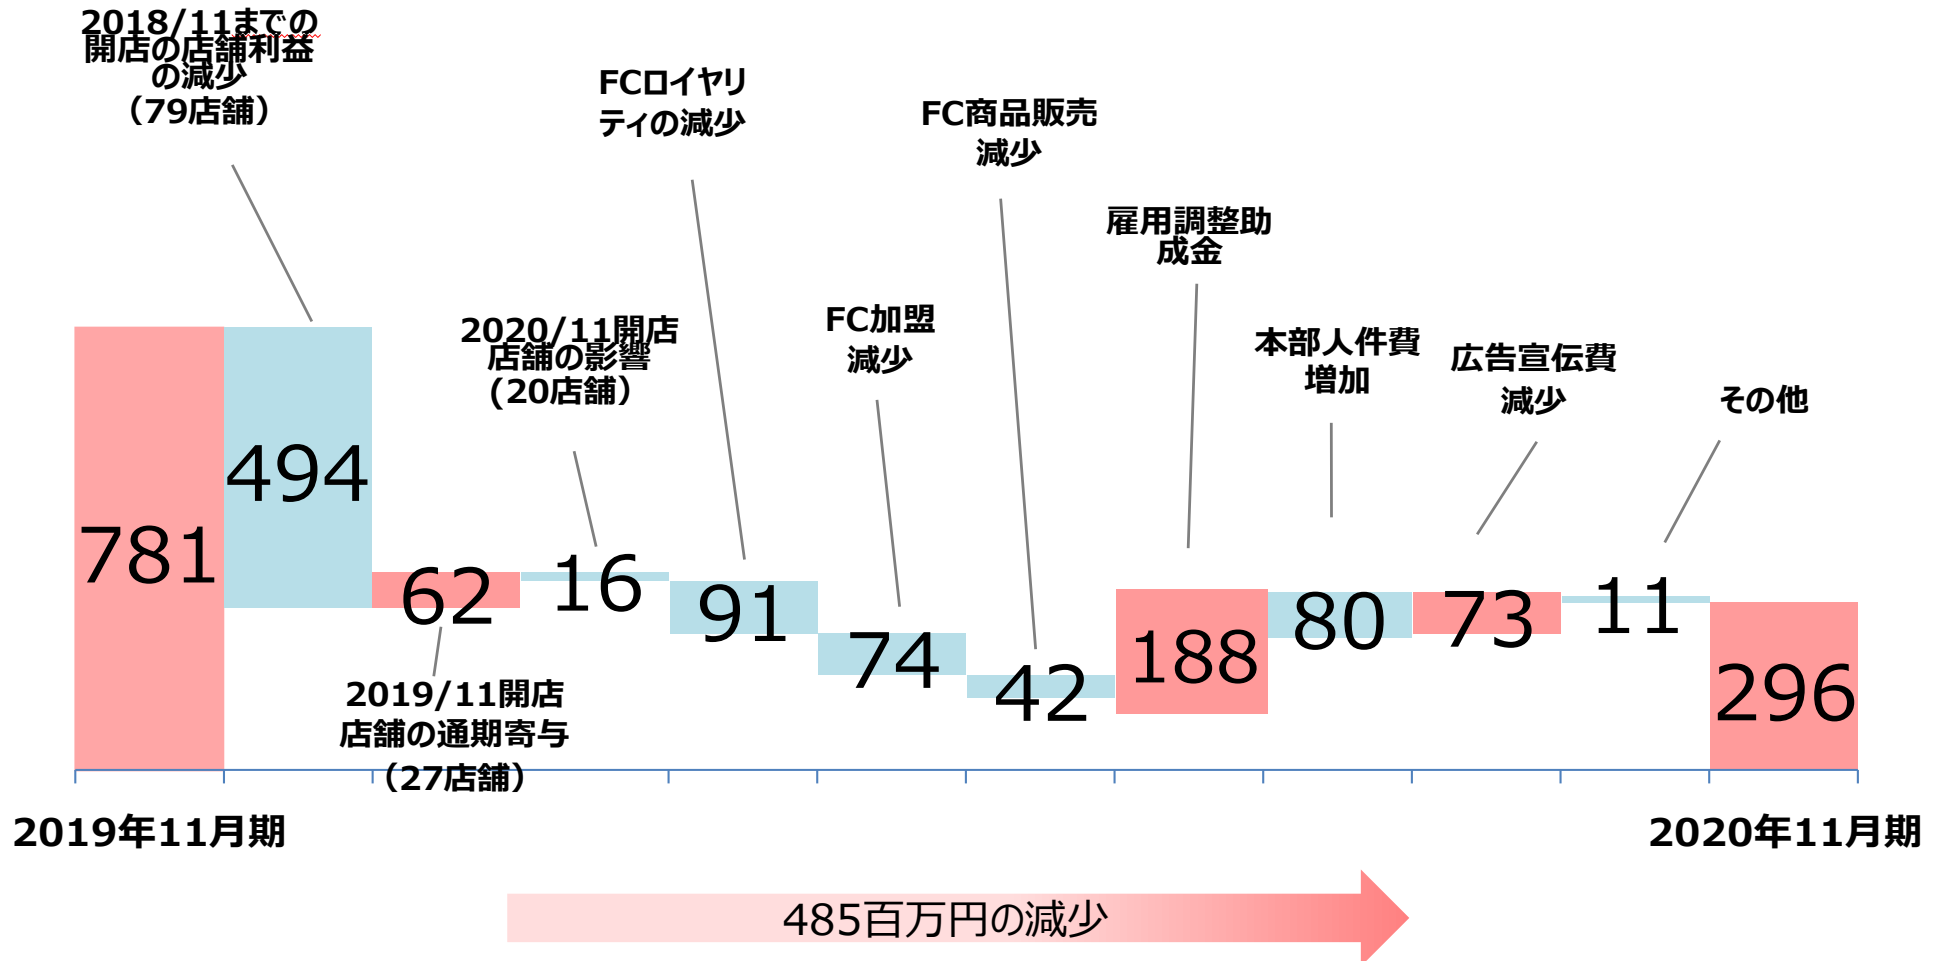 2018/11までの
開店の店舗利益
の減少
（79店舗）
FCロイヤリ
ティの減少
FC商品販売
減少
雇用調整助
成金
2020/11開店
店舗の影響
(20店舗）
FC加盟
減少
本部人件費
増加
広告宣伝費
減少
その他
781
494
62
16
91
74
42
188
80
73
11
296
2019/11開店
店舗の通期寄与
（27店舗）
2019年11月期
2020年11月期
485百万円の減少